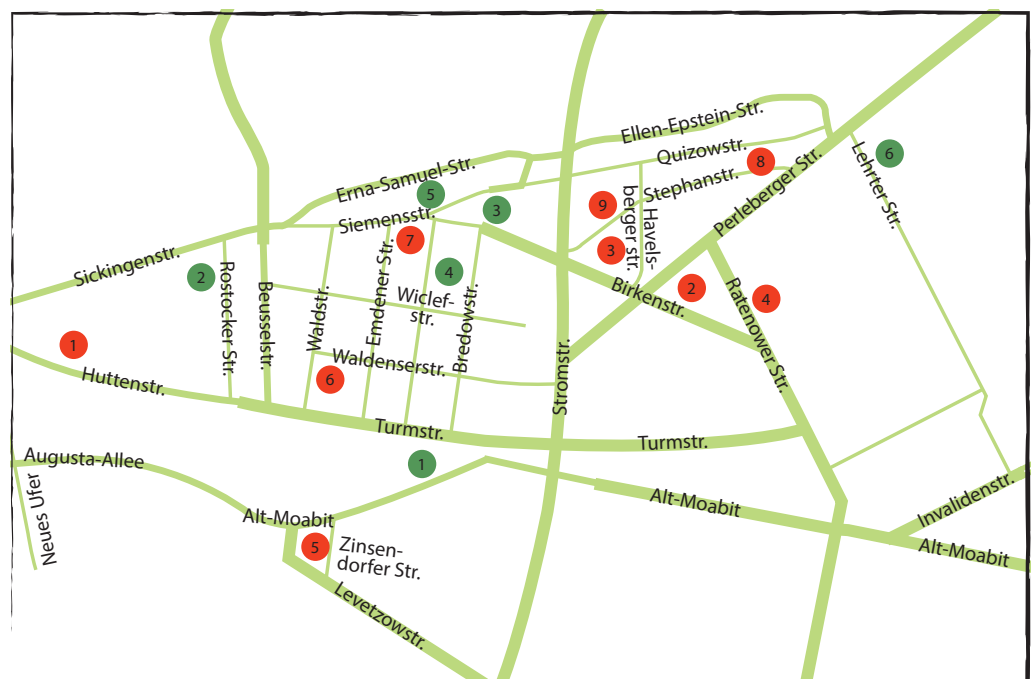 Ellen-Epstein-Str.
Quizowstr.
8
Perleberger Str.
Lehrter Str.
6
Erna-Samuel-Str.
5
Stephanstr.
3
9
Havels-
berger str.
Siemensstr.
7
3
Sickingenstr.
2
Rostocker Str.
Beusselstr.
Waldstr.
Emdener Str.
4
Wiclef-
str.
Bredowstr.
Birkenstr.
2
Ratenower Str.
4
1
Huttenstr.
Waldenserstr.
6
Stromstr.
Turmstr.
Turmstr.
Augusta-Allee
1
Neues Ufer
Alt-Moabit
5
Zinsen-
dorfer Str.
Levetzowstr.
Alt-Moabit
Invalidenstr.
Alt-Moabit